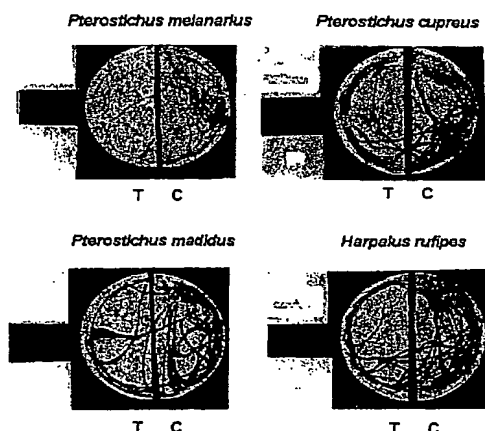 Pterostichus melanarius
Pterostichus cupreus
T C
T C
Pterostichus madidus
Harpalus rufipes
T C
T C